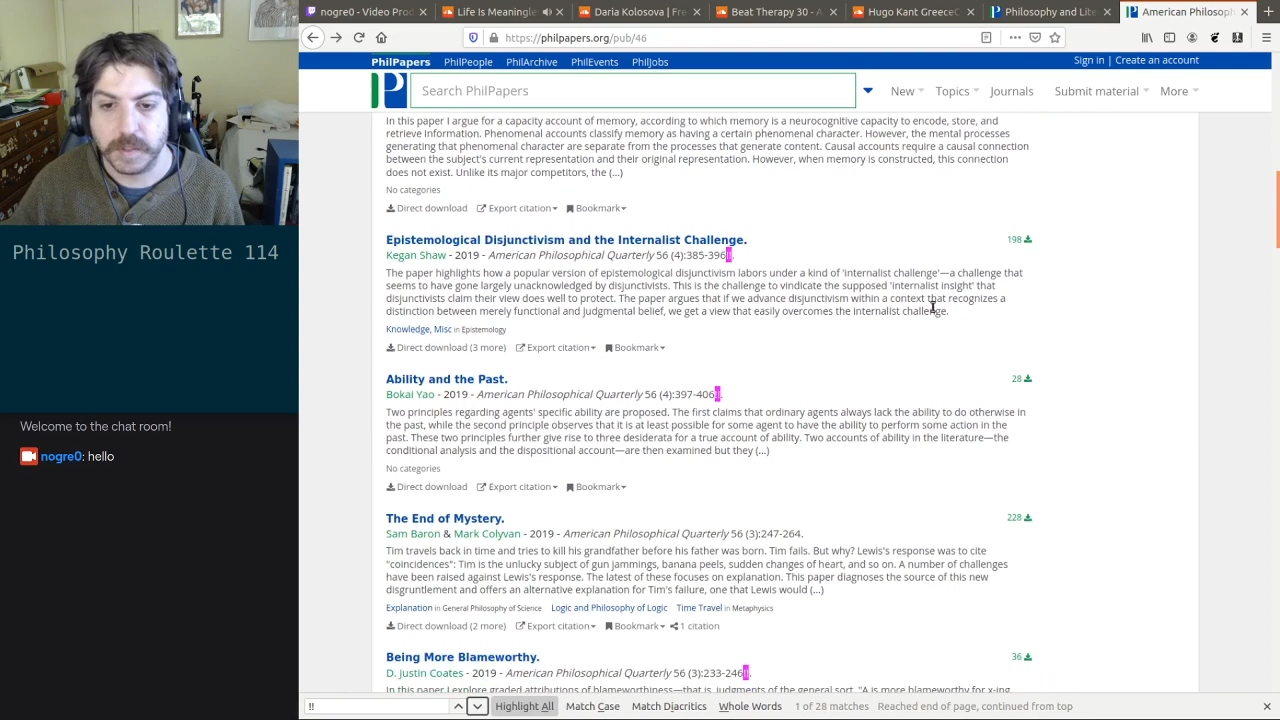 nogre0 - Video Prod
Life Is Meaningle
Daria Kolosova | Fre
Beat Therapy 30 - A
Hugo Kant GreeceC
Philosophy and Lite
American Philosoph
https://philpapers.org/pub/46
PhilPapers PhilPeople PhilArchive PhilEvents PhilJobs
Sign in | Create an account
Search PhilPapers
New Topics Journals Submit material More
In this paper I argue for a capacity account of memory, according to which memory is a neurocognitive capacity to encode, store, and
retrieve information. Phenomenal accounts classify memory as having a certain phenomenal character. However, the mental processes
generating that phenomenal character are separate from the processes that generate content. Causal accounts require a causal connection
between the subject's current representation and their original representation. However, when memory is constructed, this connection
does not exist. Unlike its major competitors, the (...)
No categories
Direct download Export citation Bookmark
Epistemological Disjunctivism and the Internalist Challenge.
198
Kegan Shaw - 2019 - American Philosophical Quarterly 56 (4):385-396
The paper highlights how a popular version of epistemological disjunctivism labors under a kind of 'internalist challenge'—a challenge that
seems to have gone largely unacknowledged by disjunctivists. This is the challenge to vindicate the supposed 'internalist insight' that
disjunctivists claim their view does well to protect. The paper argues that if we advance disjunctivism within a context that recognizes a
distinction between merely functional and judgmental belief, we get a view that easily overcomes the internalist challenge.
Knowledge, Misc in Epistemology
Direct download (3 more) Export citation Bookmark
Ability and the Past.
28
Bokai Yao - 2019 - American Philosophical Quarterly 56 (4):397-406
Two principles regarding agents' specific ability are proposed. The first claims that ordinary agents always lack the ability to do otherwise in
the past, while the second principle observes that it is at least possible for some agent to have the ability to perform some action in the
past. These two principles further give rise to three desiderata for a true account of ability. Two accounts of ability in the literature—the
conditional analysis and the dispositional account—are then examined but they (...)
No categories
Direct download Export citation Bookmark
The End of Mystery.
228
Sam Baron & Mark Colyvan - 2019 - American Philosophical Quarterly 56 (3):247-264.
Tim travels back in time and tries to kill his grandfather before his father was born. Tim fails. But why? Lewis's response was to cite
"coincidences": Tim is the unlucky subject of gun jammings, banana peels, sudden changes of heart, and so on. A number of challenges
have been raised against Lewis's response. The latest of these focuses on explanation. This paper diagnoses the source of this new
disgruntlement and offers an alternative explanation for Tim's failure, one that Lewis would (...)
Explanation in General Philosophy of Science Logic and Philosophy of Logic Time Travel in Metaphysics
Direct download (2 more) Export citation Bookmark 1 citation
Being More Blameworthy.
36
D. Justin Coates - 2019 - American Philosophical Quarterly 56 (3):233-246
In this paper I explore graded attributions of blameworthiness—that is, judgments of the general sort, "A is more blameworthy for x-ing
!! Highlight All Match Case Match Diacritics Whole Words 1 of 28 matches Reached end of page, continued from top
Philosophy Roulette 114
Welcome to the chat room!
nogre0: hello